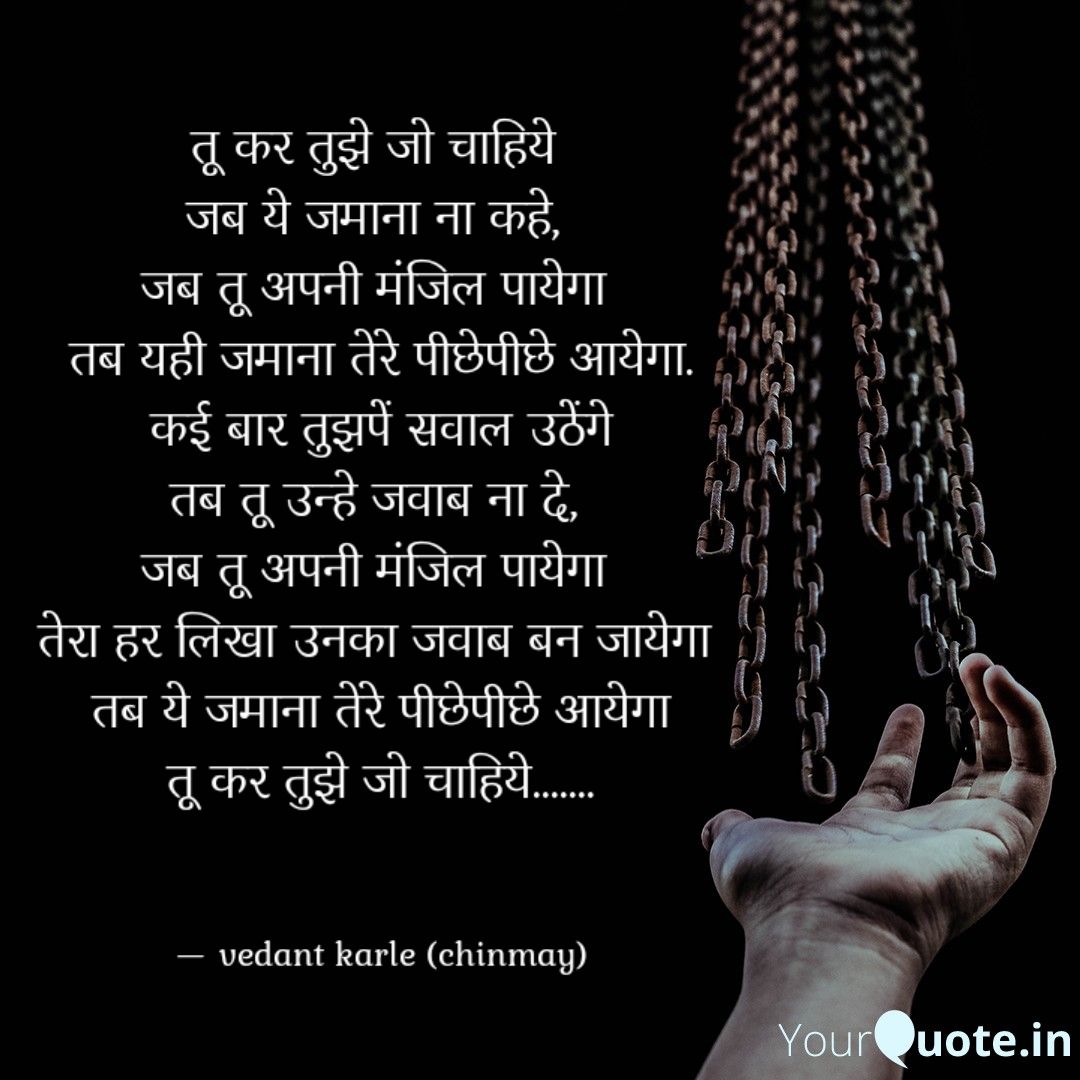 तू कर तुझे जो चाहिये
जब ये जमाना ना कहे,
जब तू अपनी मंजिल पायेगा
तब यही जमाना तेंरे पीछेपीछे आयेगा.
कई बार तुझपें सवाल उठेंगे
तब तू उन्हे जवाब ना दे,
जब तू अपनी मंजिल पायेगा
तेरा हर लिखा उनका जवाब बन जायेगा
तब ये जमाना तेंरे पीछेपीछे आयेगा
तू कर तुझे जो चाहिये.......
— vedant karle (chinmay)
YourQuote.in